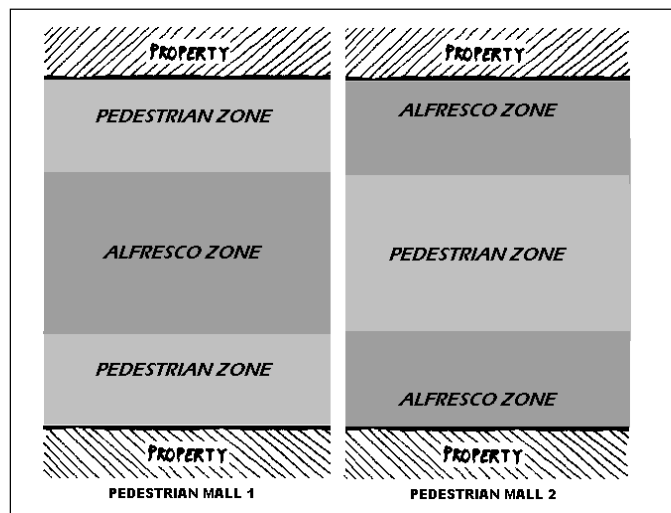 PROPERTY
PEDESTRIAN ZONE
ALFRESCO ZONE
PEDESTRIAN ZONE
PROPERTY
PEDESTRIAN MALL 1
PROPERTY
ALFRESCO ZONE
PEDESTRIAN ZONE
ALFRESCO ZONE
PROPERTY
PEDESTRIAN MALL 2